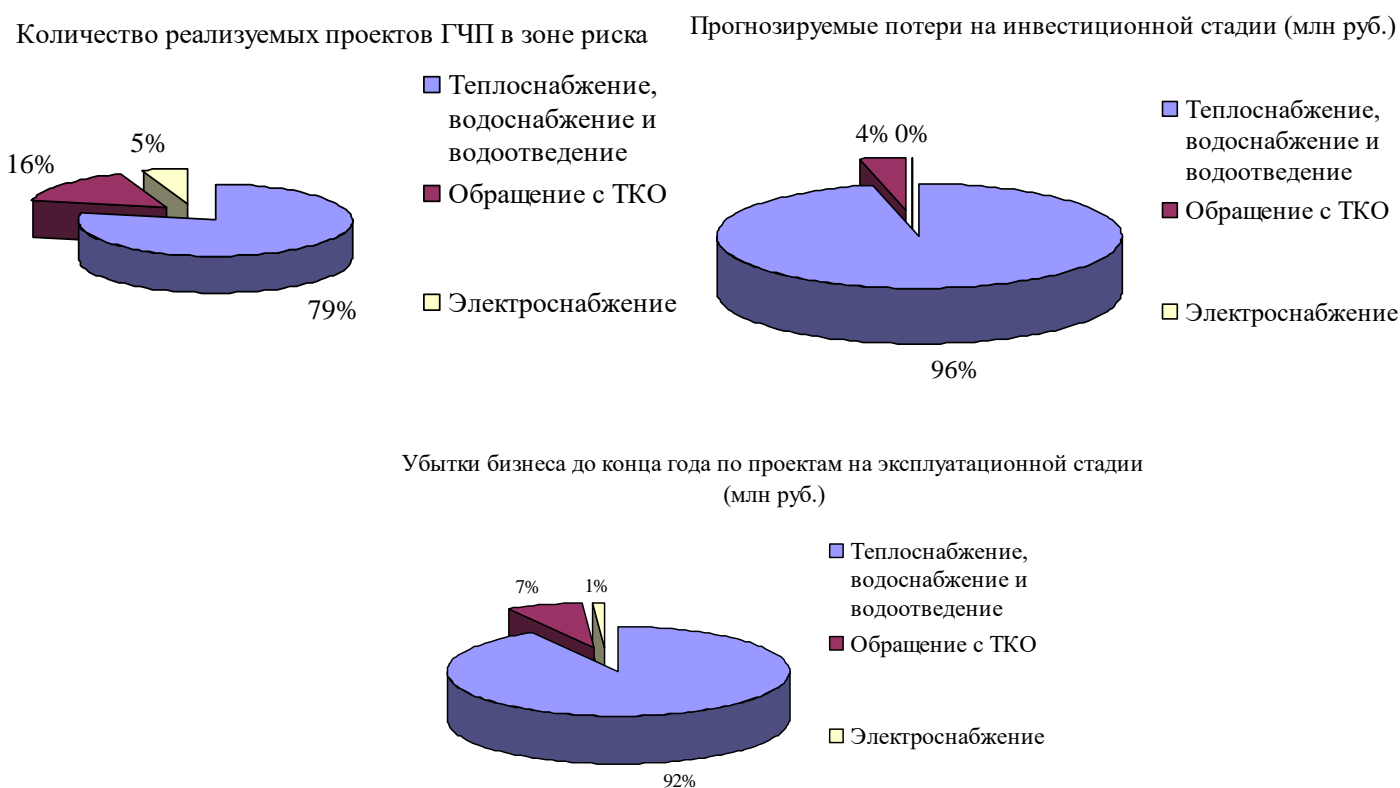 Количество реализуемых проектов ГЧП в зоне риска
5%
16%
79%
Теплоснабжение,
водоснабжение и
водоотведение
Обращение с ТКО
Электроснабжение
Прогнозируемые потери на инвестиционной стадии (млн руб.)
4% 0%
96%
Теплоснабжение,
водоснабжение и
водоотведение
Обращение с ТКО
Электроснабжение
Убытки бизнеса до конца года по проектам на эксплуатационной стадии
(млн руб.)
7% 1%
92%
Теплоснабжение,
водоснабжение и
водоотведение
Обращение с ТКО
Электроснабжение